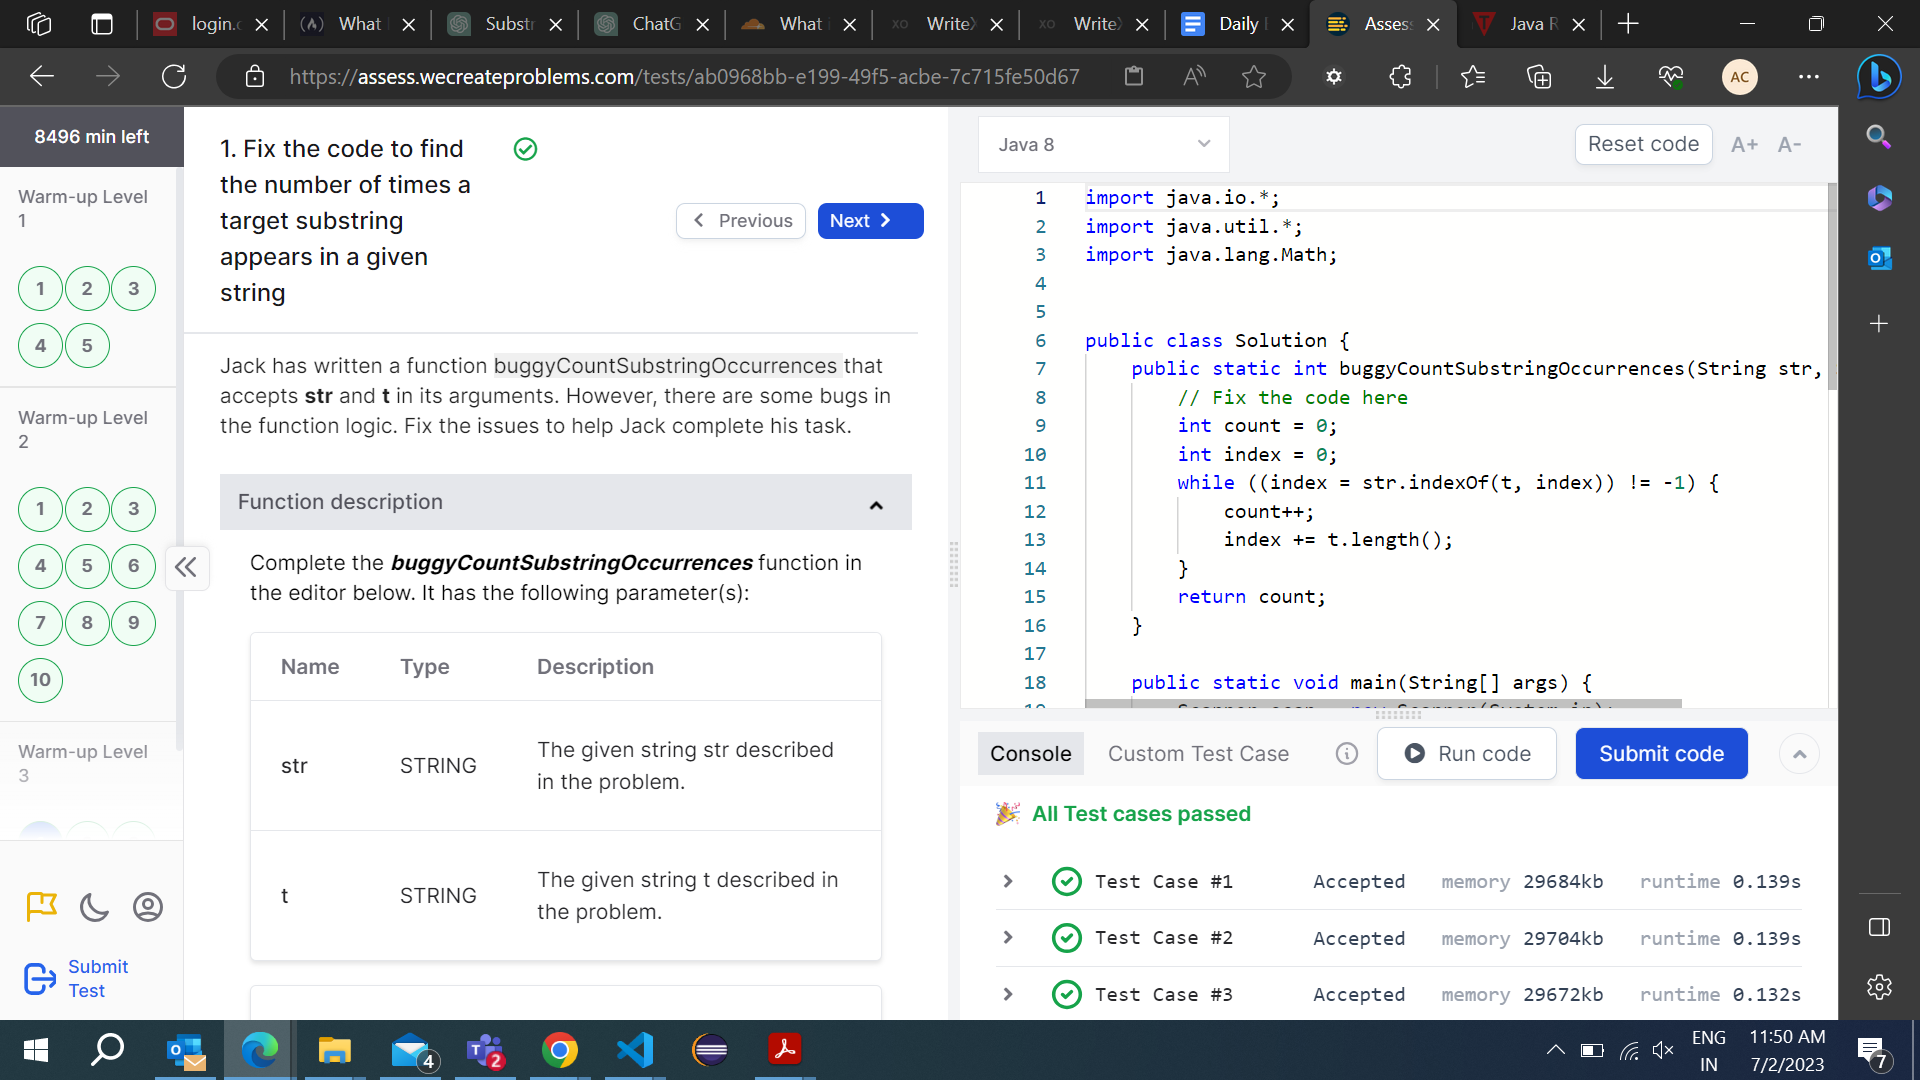 login.
What
Substr
ChatG
What i
WriteX
WriteX
Daily
Assess
Java R
https://assess.wecreateproblems.com/tests/ab0968bb-e199-49f5-acbe-7c715fe50d67
AC
8496 min left
Warm-up Level
1
1 2 3
4 5
Warm-up Level
2
1 2 3
4 5 6
7 8 9
10
Warm-up Level
3
Submit
Test
1. Fix the code to find
the number of times a
target substring
appears in a given
string
Previous
Next
Jack has written a function buggyCountSubstringOccurrences that
accepts str and t in its arguments. However, there are some bugs in
the function logic. Fix the issues to help Jack complete his task.
Function description
Complete the buggyCountSubstringOccurrences function in
the editor below. It has the following parameter(s):
Name Type Description
str STRING The given string str described
in the problem.
t STRING The given string t described in
the problem.
Java 8
Reset code
A+ A-
1 import java.io.*;
2 import java.util.*;
3 import java.lang.Math;
4
5
6 public class Solution {
7 public static int buggyCountSubstringOccurrences(String str,
8 // Fix the code here
9 int count = 0;
10 int index = 0;
11 while ((index = str.indexOf(t, index)) != -1) {
12 count++;
13 index += t.length();
14 }
15 return count;
16 }
17
18 public static void main(String[] args) {
Console
Custom Test Case
Run code
Submit code
All Test cases passed
Test Case #1 Accepted memory 29684kb runtime 0.139s
Test Case #2 Accepted memory 29704kb runtime 0.139s
Test Case #3 Accepted memory 29672kb runtime 0.132s
4
2
ENG
IN
11:50 AM
7/2/2023
7